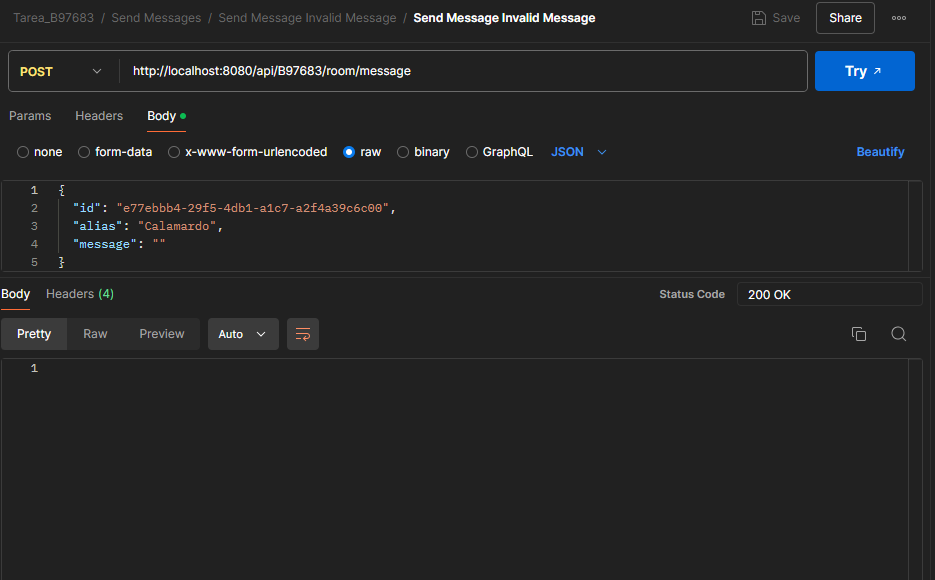 Tarea_B97683 / Send Messages / Send Message Invalid Message / Send Message Invalid Message
Save
Share
POST
http://localhost:8080/api/B97683/room/message
Try
Params Headers Body
none form-data x-www-form-urlencoded raw binary GraphQL JSON Beautify
1 {
2 "id": "e77ebbb4-29f5-4db1-a1c7-a2f4a39c6c00",
3 "alias": "Calamardo",
4 "message": ""
5 }
Body Headers (4) Status Code 200 OK
Pretty Raw Preview Auto
1